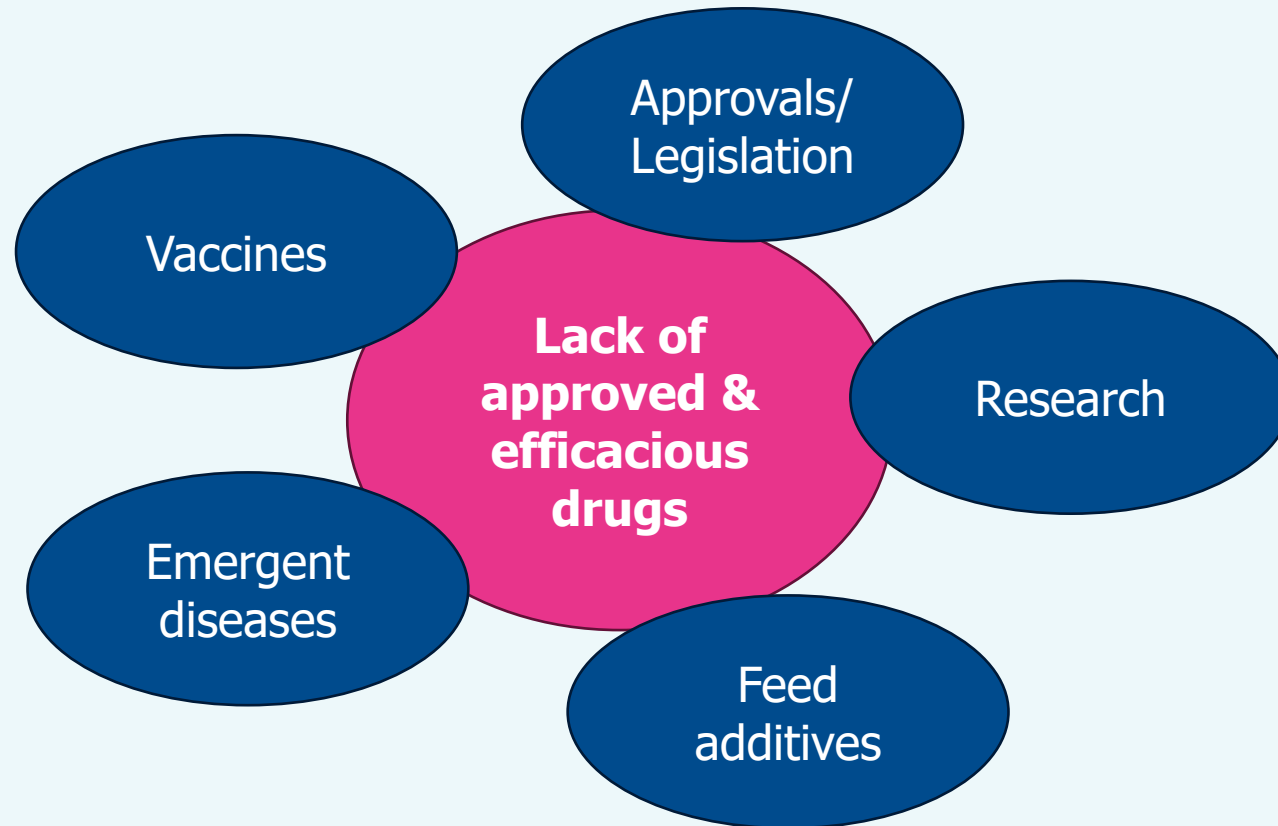 Approvals/
Legislation
Vaccines
Lack of
approved &
efficacious
drugs
Research
Emergent
diseases
Feed
additives